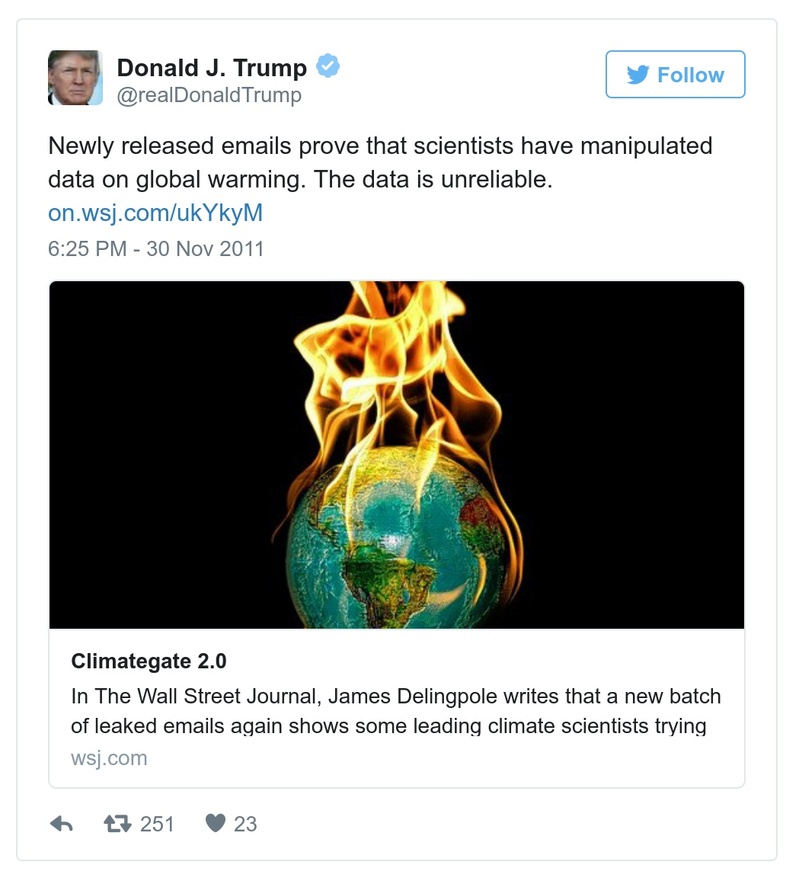 Donald J. Trump
@realDonaldTrump
Follow
Newly released emails prove that scientists have manipulated
data on global warming. The data is unreliable.
on.wsj.com/ukYkyM
6:25 PM - 30 Nov 2011
Climategate 2.0
In The Wall Street Journal, James Delingpole writes that a new batch
of leaked emails again shows some leading climate scientists trying
wsj.com
251
23